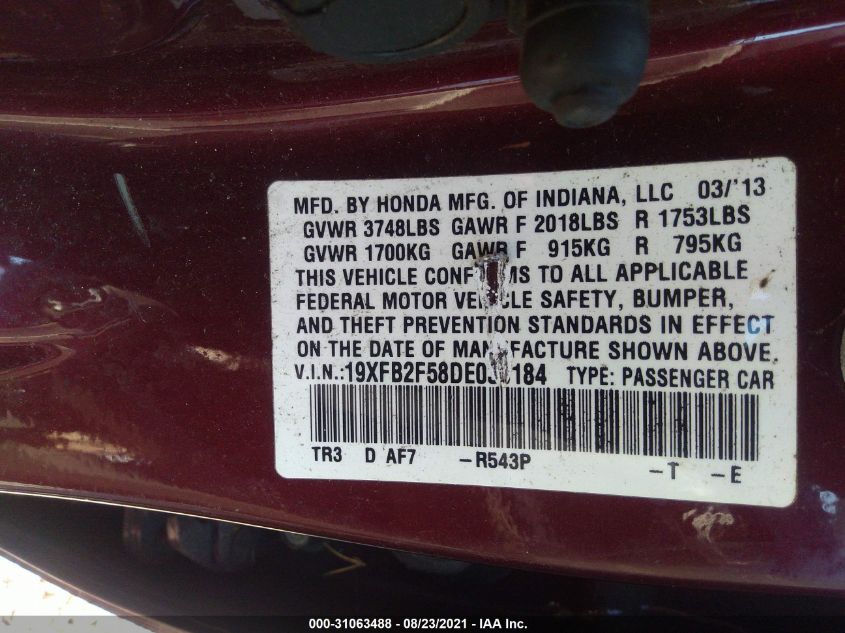 MFD. BY HONDA MFG. OF INDIANA, LLC 03/'13
GVWR 3748LBS GAWR F 2018LBS R 1753LBS
GVWR 1700KG GAWR F 915KG R 795KG
THIS VEHICLE TO ALL APPLICABLE
FEDERAL MOTOR SAFETY, BUMPER,
AND THEFT PREVENTION STANDARDS IN EFFECT
ON THE DATE OF SHOWN ABOVE.
V.I.N.: TYPE: PASSENGER CAR
TR3 D AF7 -R543P -T -E
000-31063488 - 08/23/2021 - IAA Inc.